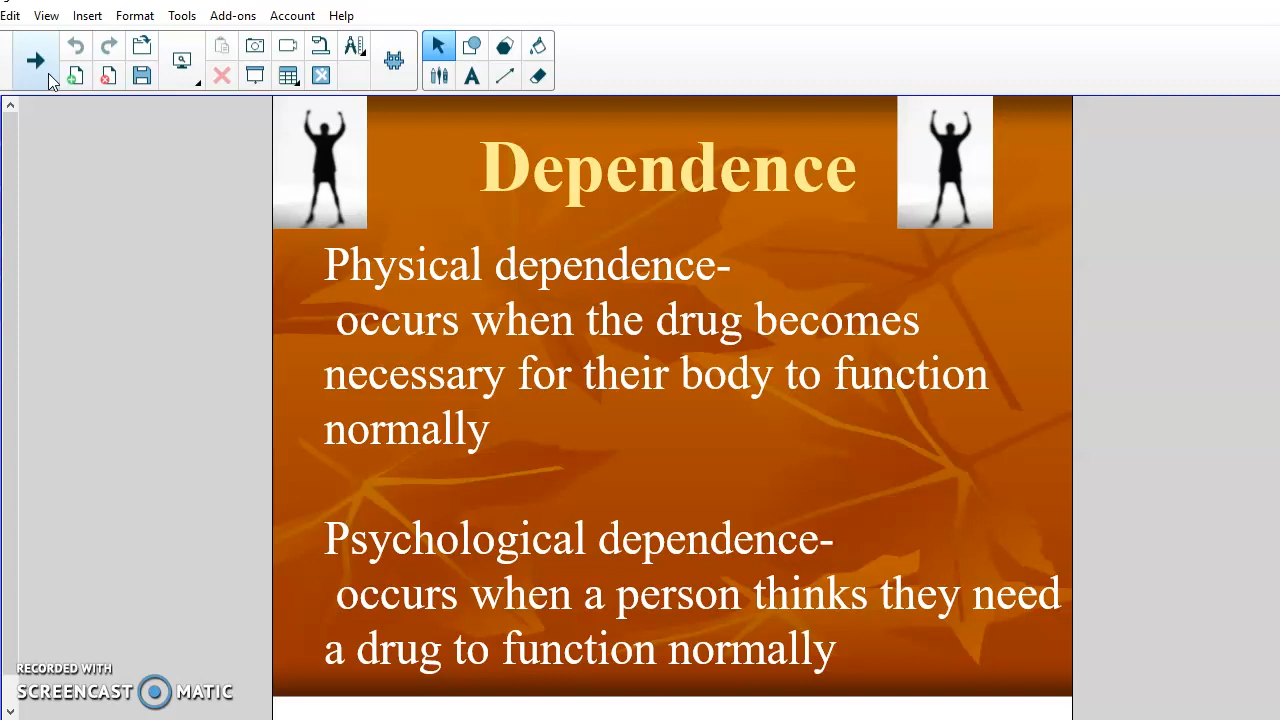 Edit View Insert Format Tools Add-ons Account Help
Dependence
Physical dependence-
occurs when the drug becomes
necessary for their body to function
normally
Psychological dependence-
occurs when a person thinks they need
a drug to function normally
RECORDED WITH
SCREENCAST MATIC